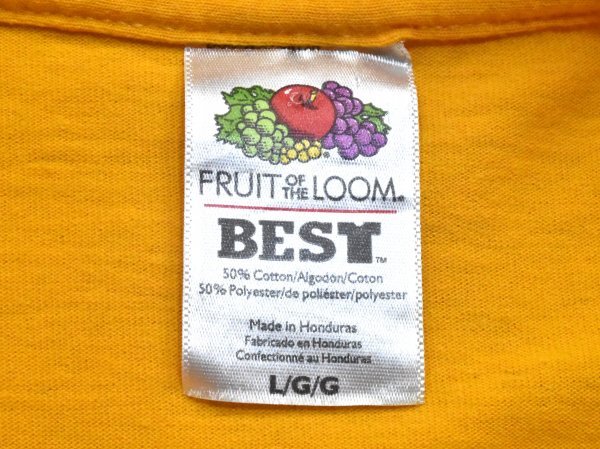 FRUIT OF THE LOOM®
BEST™
50% Cotton/Algodón/Coton
50% Polyester/de poliéster/polyester
Made in Honduras
Fabricado en Honduras
Confectionné au Honduras
L/G/G